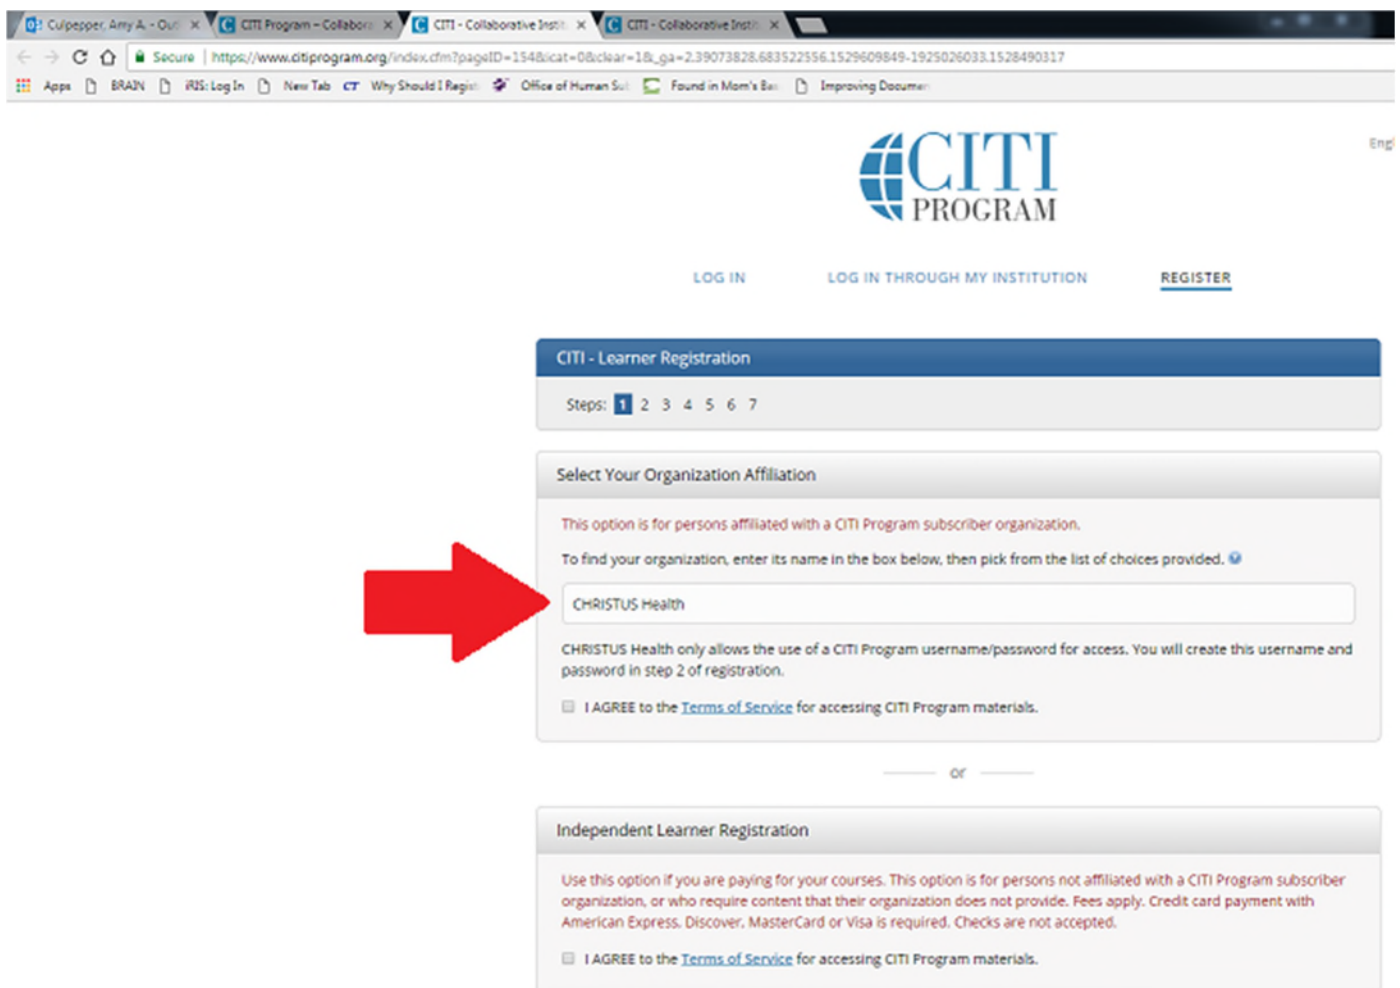 Culpepper, Amy A. - Out
CITI Program – Collabora
CITI - Collaborative Instit
CITI - Collaborative Instit
Secure | https://www.citiprogram.org/index.cfm?pageID=154&icat=0&clear=1&_ga=2.39073828.683522556.1529609849-1925026033.1528490317
Apps BRAIN iRIS: Log In New Tab CT Why Should I Regist Office of Human Su Found in Mom's Bas Improving Documen
Engl
CITI
PROGRAM
LOG IN LOG IN THROUGH MY INSTITUTION REGISTER
CITI - Learner Registration
Steps: 1 2 3 4 5 6 7
Select Your Organization Affiliation
This option is for persons affiliated with a CITI Program subscriber organization.
To find your organization, enter its name in the box below, then pick from the list of choices provided.
CHRISTUS Health
CHRISTUS Health only allows the use of a CITI Program username/password for access. You will create this username and
password in step 2 of registration.
I AGREE to the Terms of Service for accessing CITI Program materials.
or
Independent Learner Registration
Use this option if you are paying for your courses. This option is for persons not affiliated with a CITI Program subscriber
organization, or who require content that their organization does not provide. Fees apply. Credit card payment with
American Express, Discover, MasterCard or Visa is required. Checks are not accepted.
I AGREE to the Terms of Service for accessing CITI Program materials.